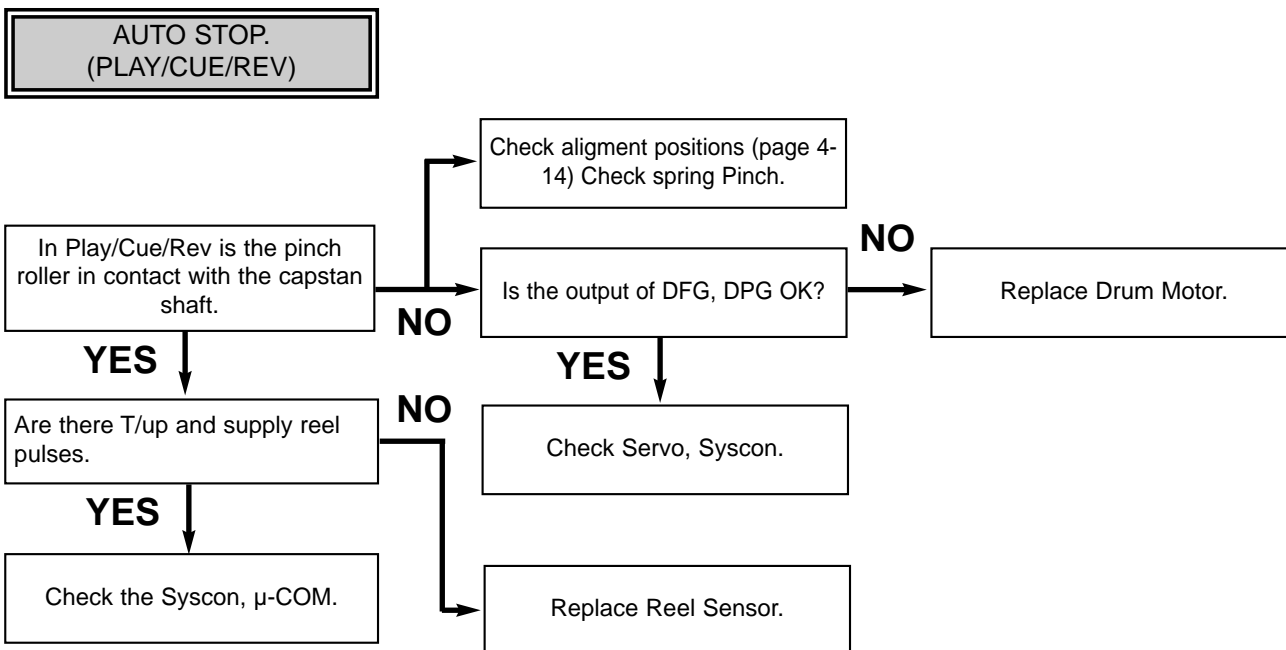 AUTO STOP.
(PLAY/CUE/REV)
Check aligment positions (page 4-
14) Check spring Pinch.
In Play/Cue/Rev is the pinch
roller in contact with the capstan
shaft.
NO
Is the output of DFG, DPG OK?
NO
Replace Drum Motor.
YES
YES
Are there T/up and supply reel
pulses.
NO
Check Servo, Syscon.
YES
Check the Syscon, µ-COM.
Replace Reel Sensor.